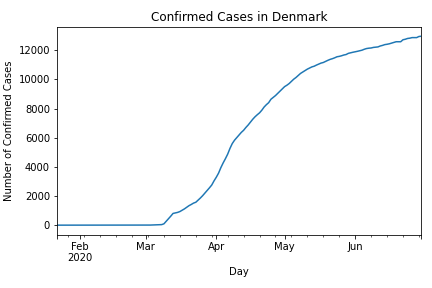 Confirmed Cases in Denmark
Number of Confirmed Cases
12000
10000
8000
6000
4000
2000
0
Feb Mar Apr May Jun
2020
Day